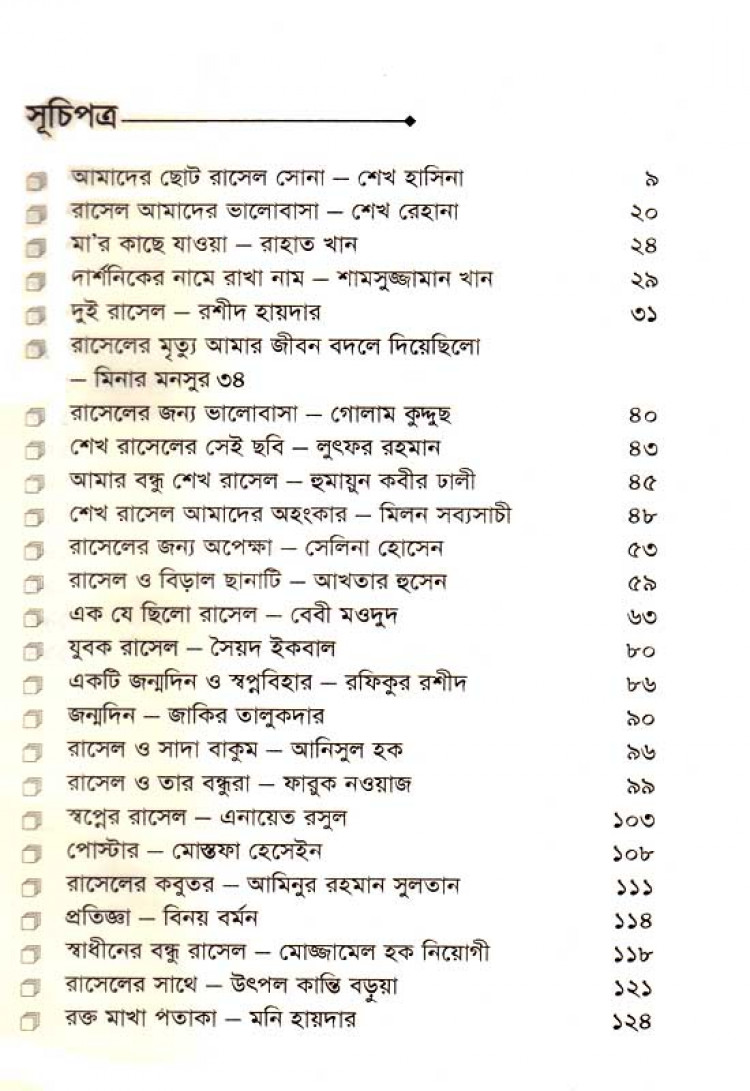 সূচিপত্র
আমাদের ছোট রাসেল সোনা – শেখ হাসিনা ৯
রাসেল আমাদের ভালোবাসা – শেখ রেহানা ২০
মা'র কাছে যাওয়া – রাহাত খান ২৪
দার্শনিকের নামে রাখা নাম – শামসুজ্জামান খান ২৯
দুই রাসেল – রশীদ হায়দার ৩১
রাসেলের মৃত্যু আমার জীবন বদলে দিয়েছিলো
– মিনার মনসুর ৩৪
রাসেলের জন্য ভালোবাসা – গোলাম কুদ্দুছ ৪০
শেখ রাসেলের সেই ছবি – লুৎফর রহমান ৪৩
আমার বন্ধু শেখ রাসেল – হুমায়ুন কবীর ঢালী ৪৫
শেখ রাসেল আমাদের অহংকার – মিলন সব্যসাচী ৪৮
রাসেলের জন্য অপেক্ষা – সেলিনা হোসেন ৫৩
রাসেল ও বিড়াল ছানাটি – আখতার হুসেন ৫৯
এক যে ছিলো রাসেল – বেবী মওদুদ ৬৩
যুবক রাসেল – সৈয়দ ইকবাল ৮০
একটি জন্মদিন ও স্বপ্নবিহার – রফিকুর রশীদ ৮৬
জন্মদিন – জাকির তালুকদার ৯০
রাসেল ও সাদা বাকুম – আনিসুল হক ৯৬
রাসেল ও তার বন্ধুরা – ফারুক নওয়াজ ৯৯
স্বপ্নের রাসেল – এনায়েত রসুল ১০৩
পোস্টার – মোস্তফা হেসেইন ১০৮
রাসেলের কবুতর – আমিনুর রহমান সুলতান ১১১
প্রতিজ্ঞা – বিনয় বর্মন ১১৪
স্বাধীনের বন্ধু রাসেল – মোজ্জামেল হক নিয়োগী ১১৮
রাসেলের সাথে – উৎপল কান্তি বড়ুয়া ১২১
রক্ত মাখা পতাকা – মনি হায়দার ১২৪